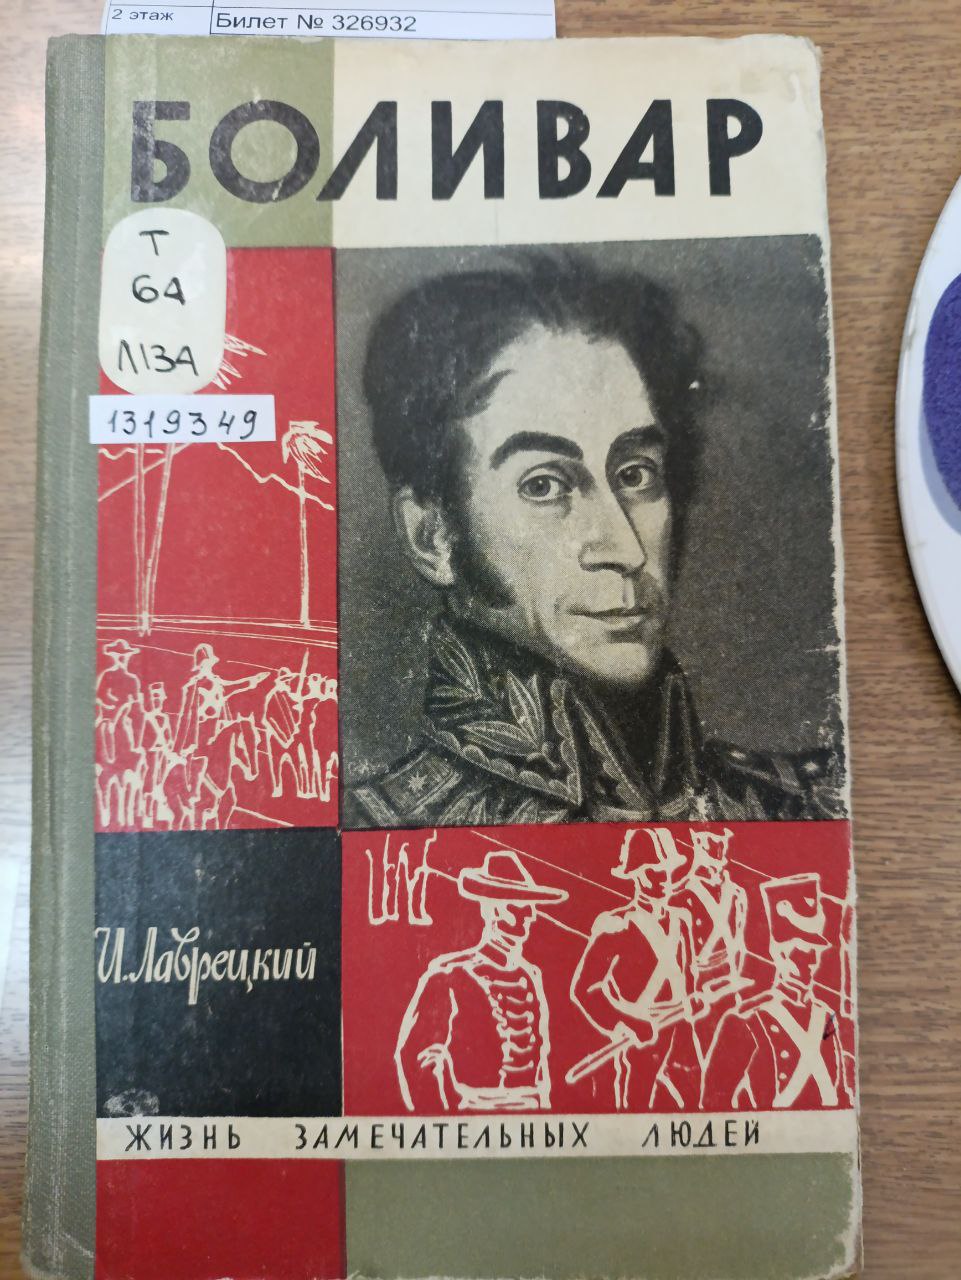 2 этаж
Билет № 326932
БОЛИВАР
Т
64
Л13А
1319349
И. Лаврецкий
ЖИЗНЬ ЗАМЕЧАТЕЛЬНЫХ ЛЮДЕЙ